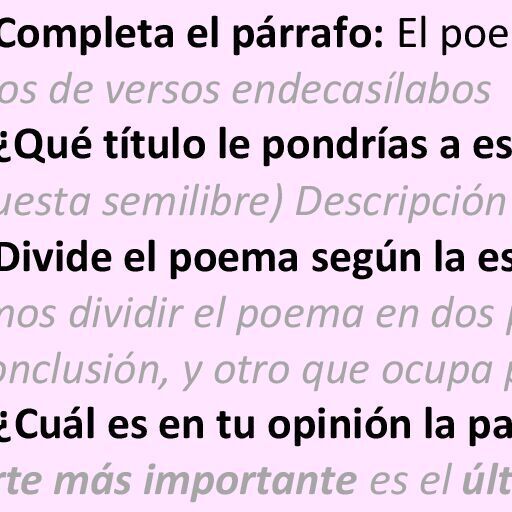 Completa el párrafo: El poe
os de versos endecasílabos
¿Qué título le pondrías a es
uesta semilibre) Descripción
Divide el poema según la es
mos dividir el poema en dos p
onclusión, y otro que ocupa p
¿Cuál es en tu opinión la pa
rte más importante es el últ